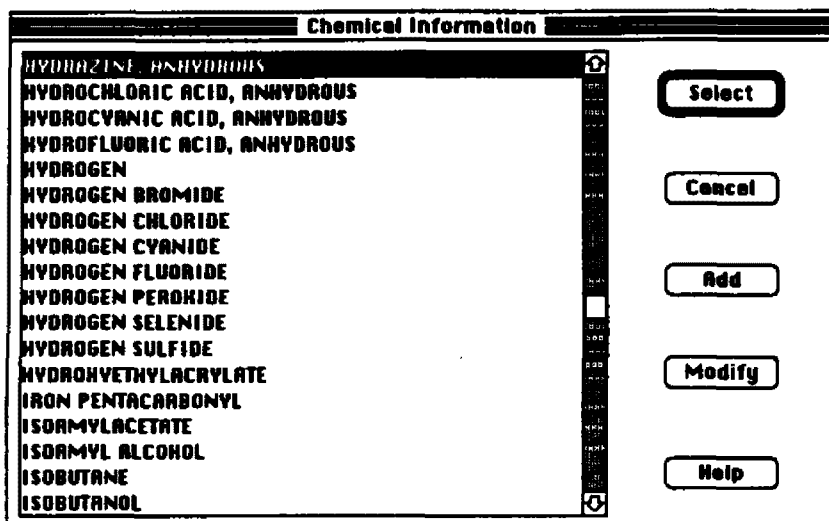 Chemical Information
HYDRAZINE, ANHYDROUS
HYDROCHLORIC ACID, ANHYDROUS
HYDROCYANIC ACID, ANHYDROUS
HYDROFLUORIC ACID, ANHYDROUS
HYDROGEN
HYDROGEN BROMIDE
HYDROGEN CHLORIDE
HYDROGEN CYANIDE
HYDROGEN FLUORIDE
HYDROGEN PEROXIDE
HYDROGEN SELENIDE
HYDROGEN SULFIDE
HYDROXYETHYLACRYLATE
IRON PENTACARBONYL
ISOAMYLACETATE
ISOAMYL ALCOHOL
ISOBUTANE
ISOBUTANOL
Select
Cancel
Add
Modify
Help